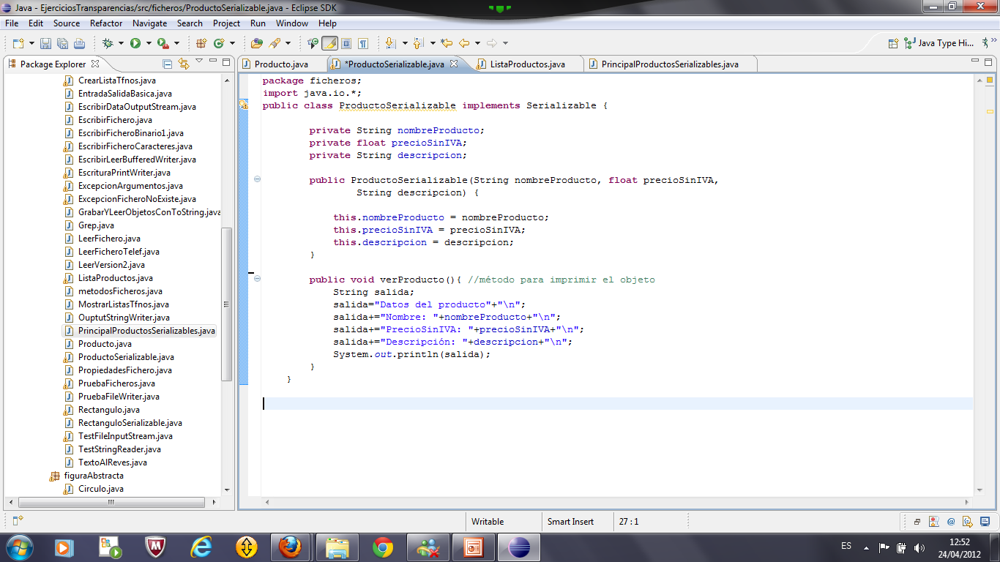 Java - EjerciciosTransparencias/src/ficheros/ProductoSerializable.java - Eclipse SDK
File Edit Source Refactor Navigate Search Project Run Window Help
Java Type Hi...
Package Explorer
Producto.java
*ProductoSerializable.java
ListaProductos.java
PrincipalProductosSerializables.java
CrearListaTfnos.java
EntradaSalidaBasica.java
EscribirDataOutputStream.java
EscribirFichero.java
EscribirFicheroBinario1.java
EscribirFicheroCaracteres.java
EscribirLeerBufferedWriter.java
EscrituraPrintWriter.java
ExcepcionArgumentos.java
ExcepcionFicheroNoExiste.java
GrabarYLeerObjetosConToString.java
Grep.java
LeerFichero.java
LeerFicheroTelef.java
LeerVersion2.java
ListaProductos.java
metodosFicheros.java
MostrarListasTfnos.java
OuptutStringWriter.java
PrincipalProductosSerializables.java
Producto.java
ProductoSerializable.java
PropiedadesFichero.java
PruebaFicheros.java
PruebaFileWriter.java
Rectangulo.java
RectanguloSerializable.java
TestFileInputStream.java
TestStringReader.java
TextoAlReves.java
figuraAbstracta
Circulo.java
package ficheros;
import java.io.*;
public class ProductoSerializable implements Serializable {
private String nombreProducto;
private float precioSinIVA;
private String descripcion;
public ProductoSerializable(String nombreProducto, float precioSinIVA,
String descripcion) {
this.nombreProducto = nombreProducto;
this.precioSinIVA = precioSinIVA;
this.descripcion = descripcion;
}
public void verProducto(){ //método para imprimir el objeto
String salida;
salida="Datos del producto"+"\n";
salida+="Nombre: "+nombreProducto+"\n";
salida+="PrecioSinIVA: "+precioSinIVA+"\n";
salida+="Descripción: "+descripcion+"\n";
System.out.println(salida);
}
}
Writable
Smart Insert
27 : 1
ES
12:52
24/04/2012